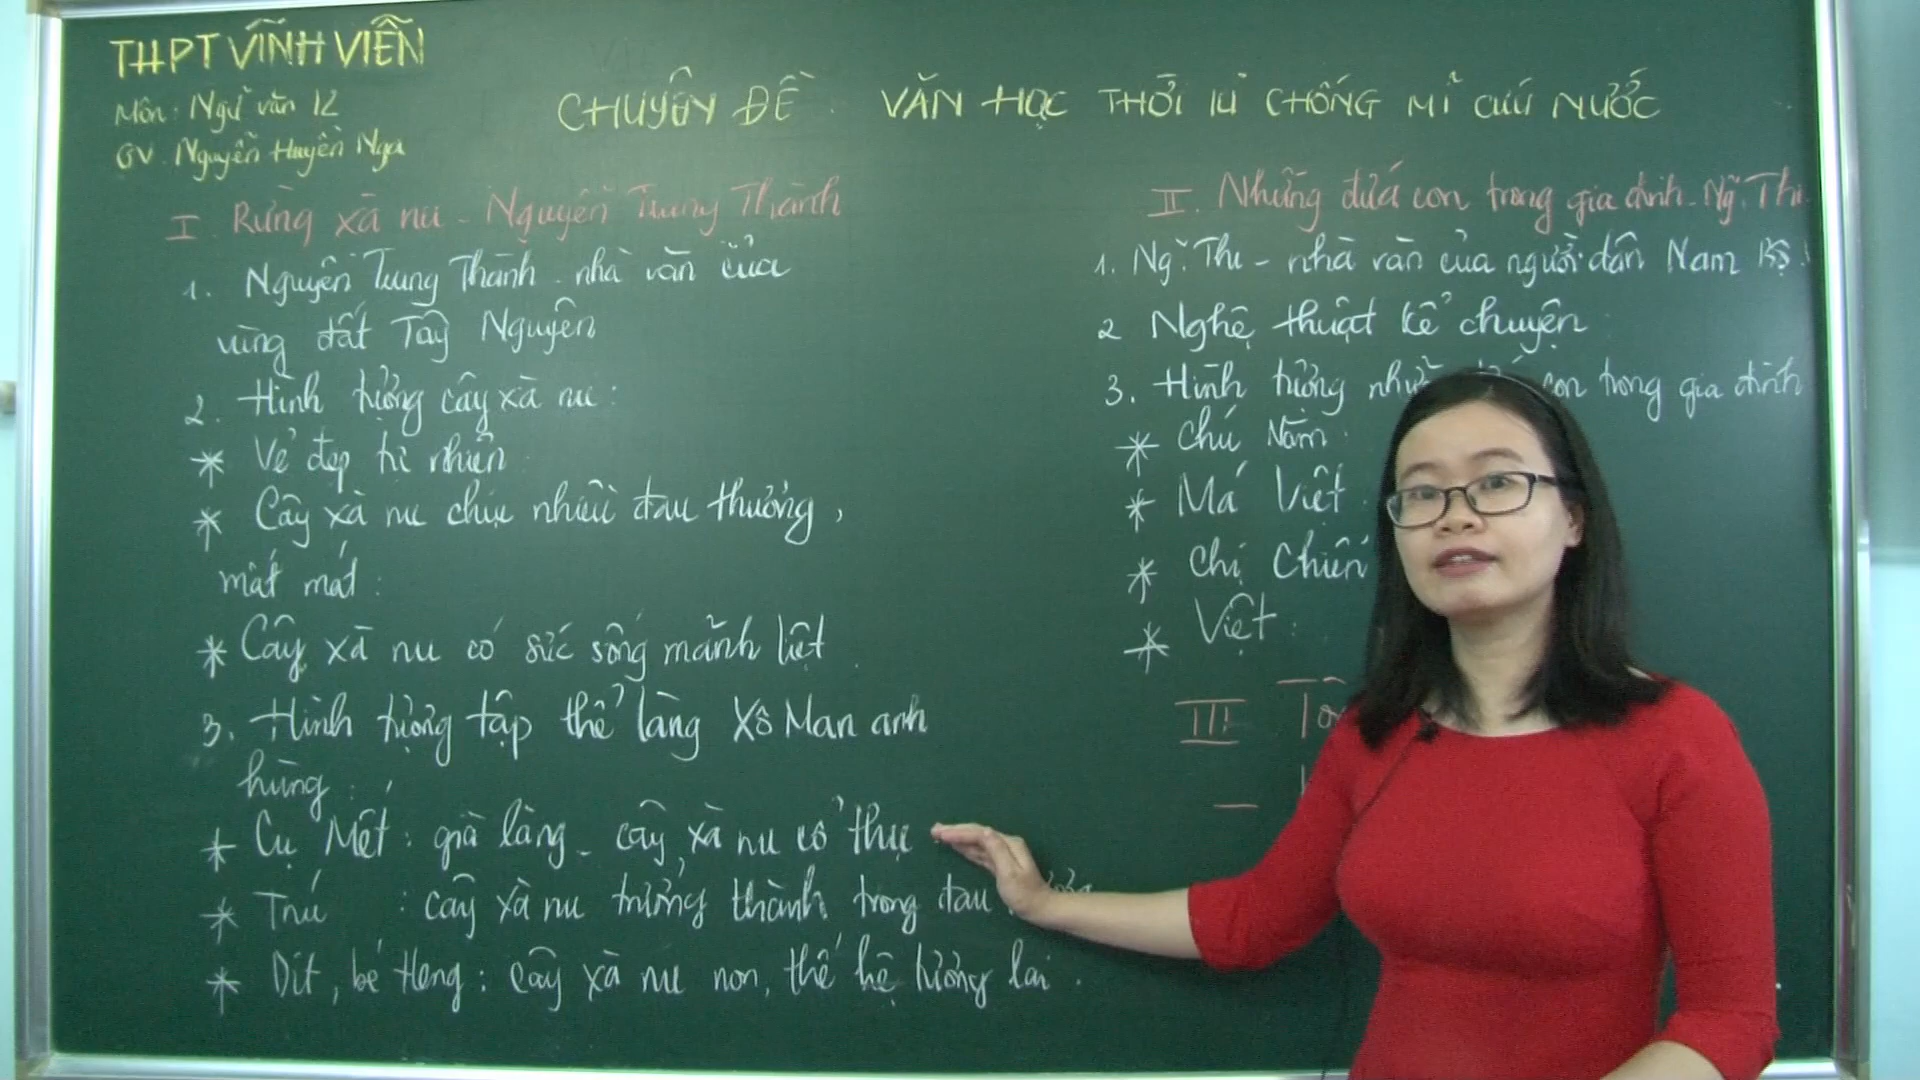 THPT VĨNH VIỄN
Môn: Ngữ văn 12
GV. Nguyễn Huyền Nga
CHUYÊN ĐỀ: VĂN HỌC THỜI KÌ CHỐNG MĨ CỨU NƯỚC
I. Rừng xà nu - Nguyễn Trung Thành
1. Nguyễn Trung Thành - nhà văn của
vùng đất Tây Nguyên
2. Hình tượng cây xà nu:
* Vẻ đẹp tự nhiên
* Cây xà nu chịu nhiều đau thương,
mất mát:
* Cây xà nu có sức sống mãnh liệt
3. Hình tượng tập thể làng Xô Man anh
hùng:
* Cụ Mết: già làng - cây xà nu cổ thụ
* Tnú : cây xà nu trưởng thành trong đau
* Dít, bé Heng: cây xà nu non, thế hệ tương lai.
II. Những đứa con trong gia đình - Ng. Thi
1. Ng. Thi - nhà văn của người dân Nam Bộ
2 Nghệ thuật kể chuyện
3. Hình tượng con trong gia đình
* Chú Năm:
* Má Việt:
* Chị Chiến
* Việt:
III